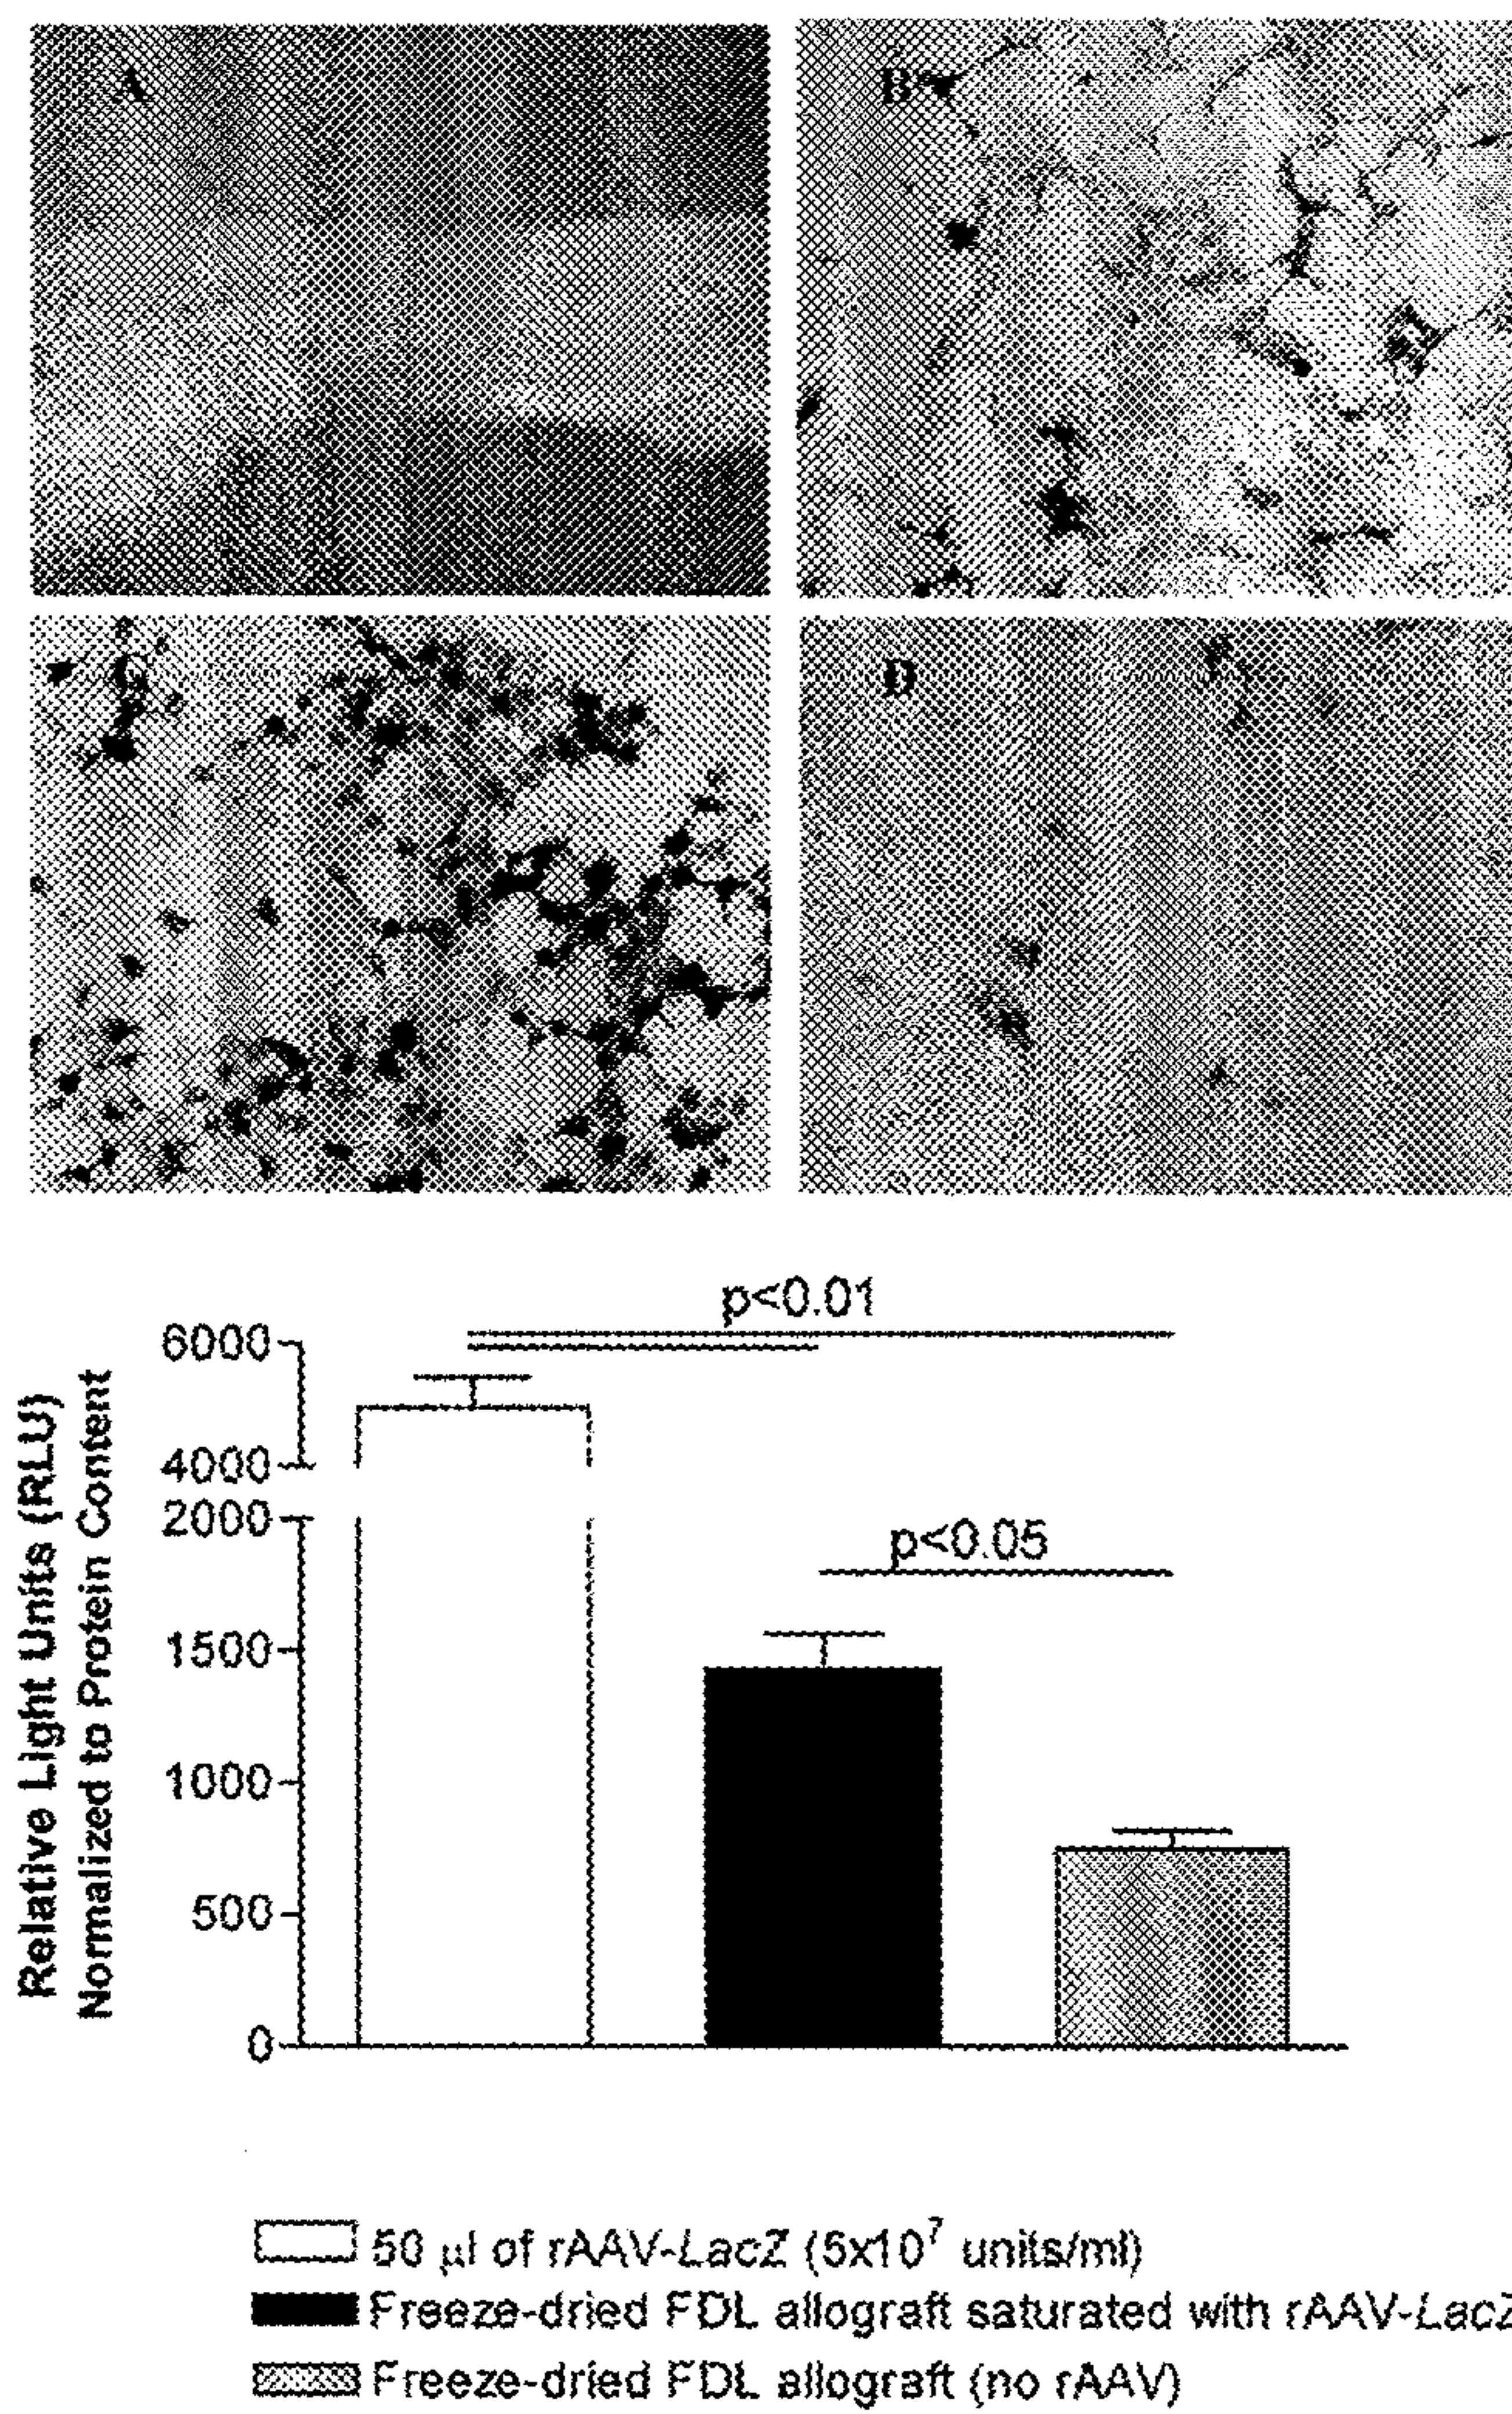 A
B
C
D
p<0.01
6000
4000
2000
p<0.05
1500
1000
500
0
Relative Light Units (RLU)
Normalized to Protein Content
50 µl of rAAV-LacZ (5x10⁷ units/ml)
Freeze-dried FDL allograft saturated with rAAV-LacZ
Freeze-dried FDL allograft (no rAAV)